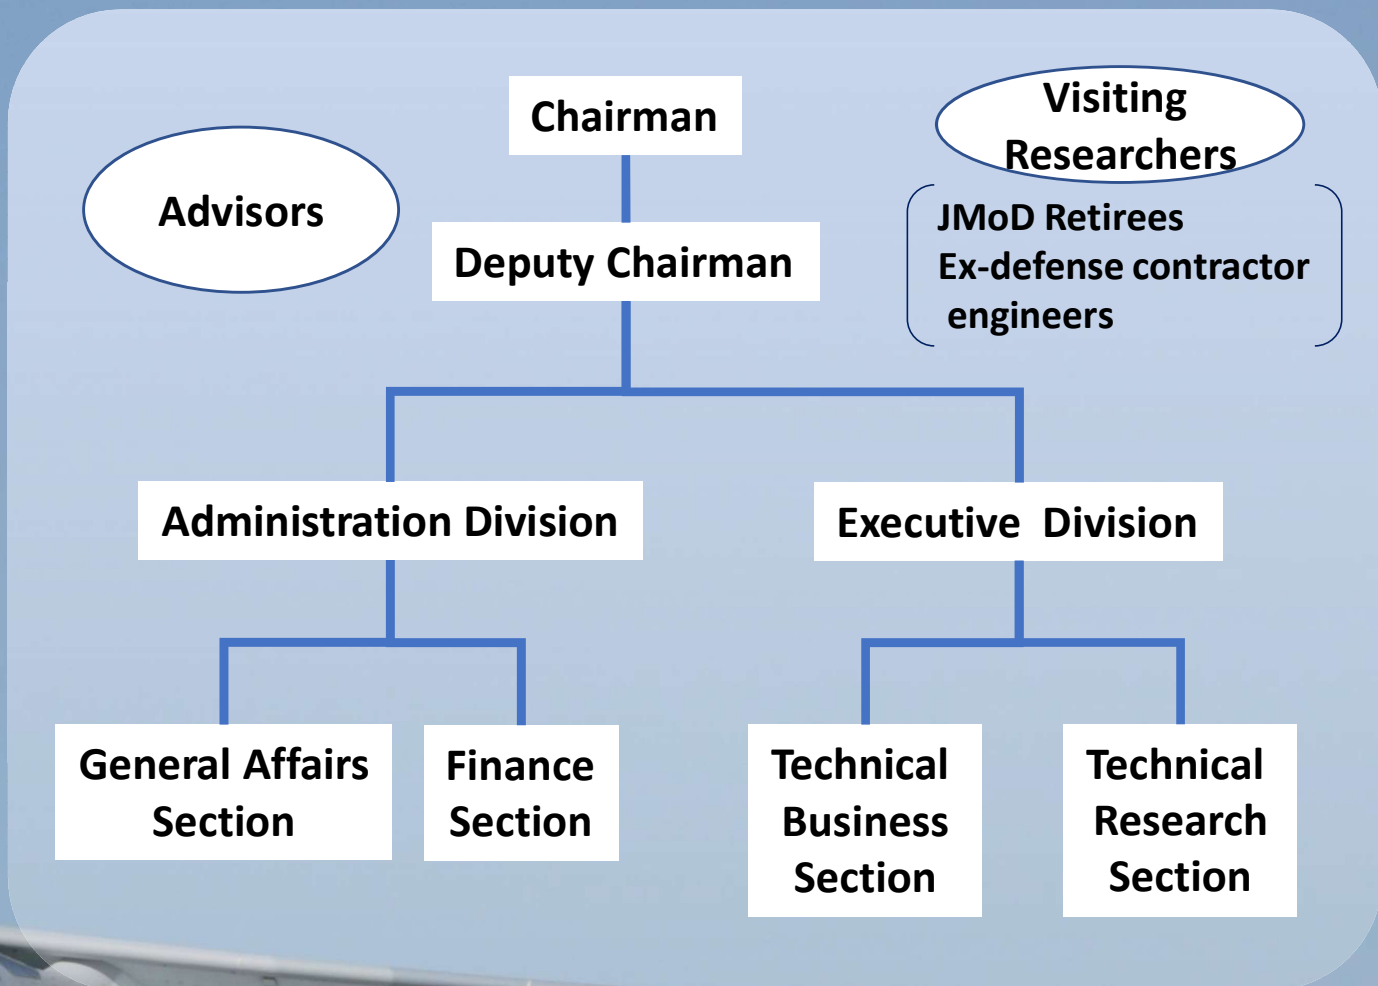 Chairman
Visiting
Researchers
Advisors
JMoD Retirees
Ex-defense contractor
engineers
Deputy Chairman
Administration Division
Executive  Division
General Affairs
Section
Finance
Section
Technical
Business
Section
Technical
Research
Section